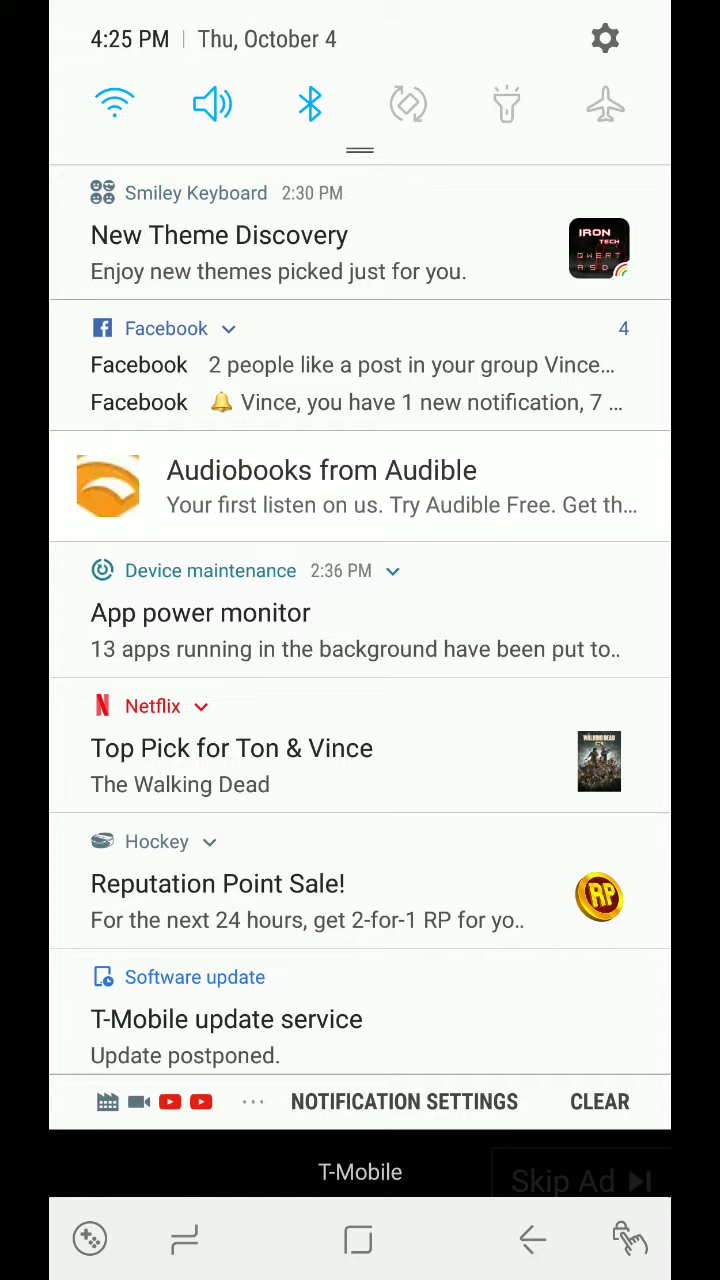 4:25 PM | Thu, October 4
Smiley Keyboard 2:30 PM
New Theme Discovery
Enjoy new themes picked just for you.
IRON
TECH
QWERT
ASD
Facebook 4
Facebook 2 people like a post in your group Vince...
Facebook 🔔 Vince, you have 1 new notification, 7 ...
Audiobooks from Audible
Your first listen on us. Try Audible Free. Get th...
Device maintenance 2:36 PM
App power monitor
13 apps running in the background have been put to..
Netflix
Top Pick for Ton & Vince
The Walking Dead
WALKING DEAD
Hockey
Reputation Point Sale!
For the next 24 hours, get 2-for-1 RP for yo..
RP
Software update
T-Mobile update service
Update postponed.
... NOTIFICATION SETTINGS CLEAR
T-Mobile
Skip Ad